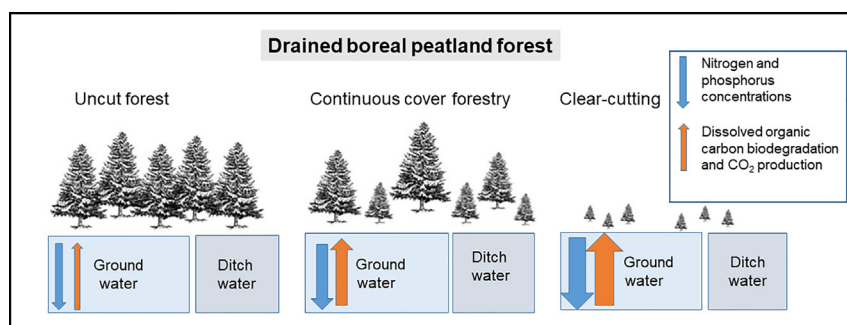 Drained boreal peatland forest
Uncut forest
Continuous cover forestry
Clear-cutting
Nitrogen and
phosphorus
concentrations
Dissolved organic
carbon biodegradation
and CO₂ production
Ground
water
Ditch
water
Ground
water
Ditch
water
Ground
water
Ditch
water